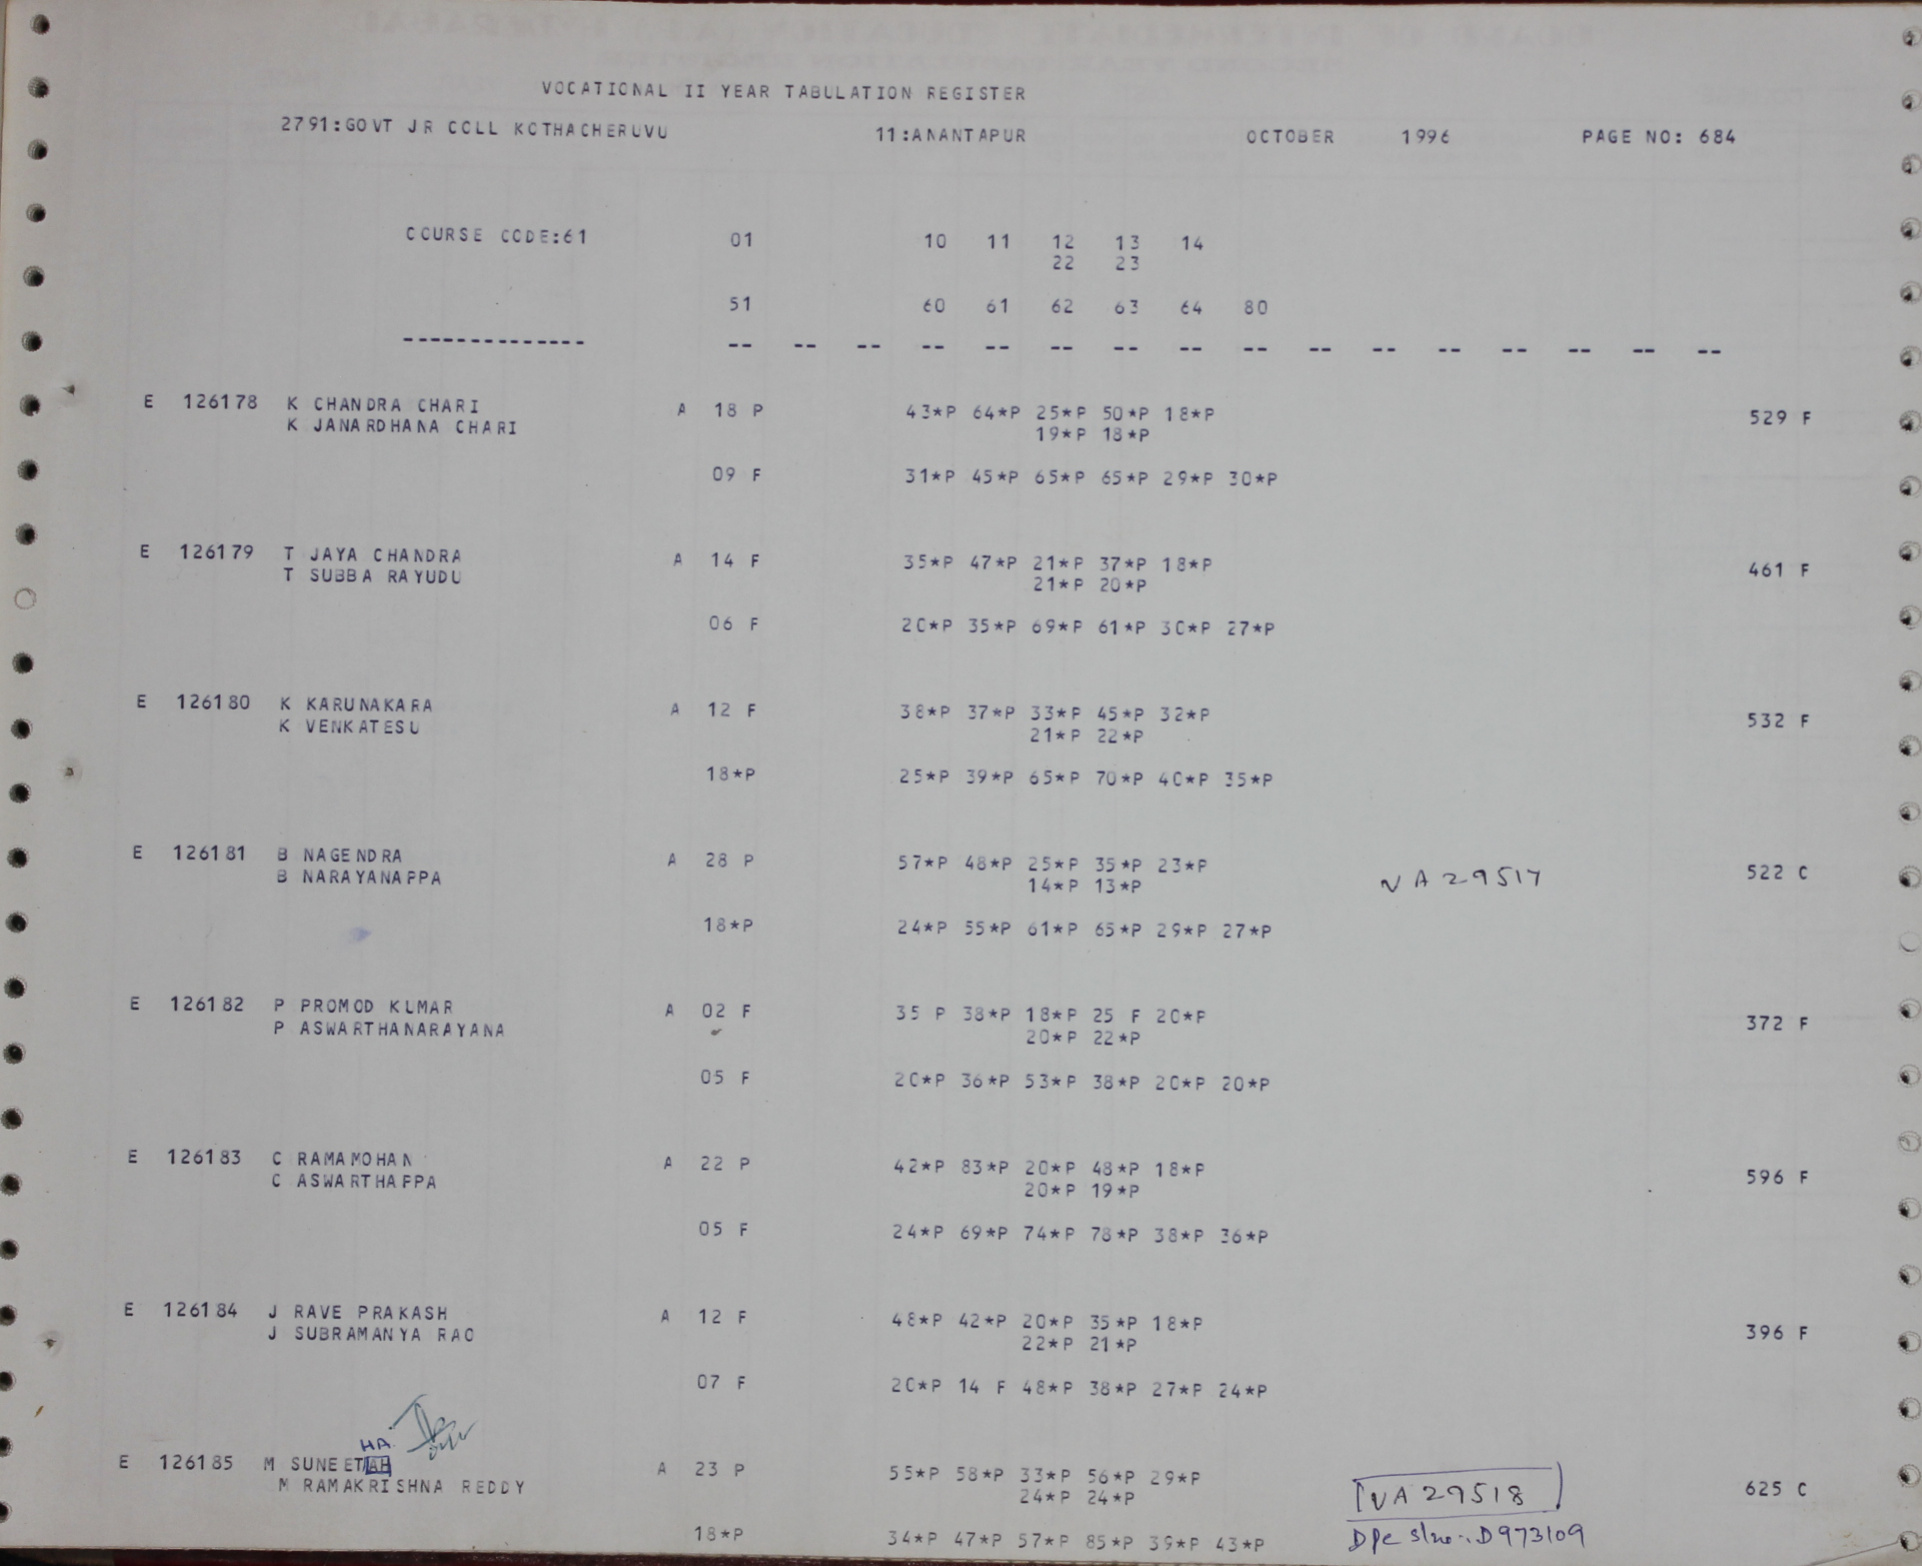 VOCATIONAL II YEAR TABULATION REGISTER
2791:GOVT JR COLL KOTHACHERUVU 11:ANANTAPUR OCTOBER 1996 PAGE NO: 684
COURSE CODE:61 01 10 11 12 13 14
22 23
51 60 61 62 63 64 80
-------------- -- -- -- -- -- -- -- -- -- -- -- -- -- -- -- --
E 126178 K CHANDRA CHARI A 18 P 43*P 64*P 25*P 50*P 18*P 529 F
K JANARDHANA CHARI 19*P 18*P
09 F 31*P 45*P 65*P 65*P 29*P 30*P
E 126179 T JAYA CHANDRA A 14 F 35*P 47*P 21*P 37*P 18*P 461 F
T SUBBA RAYUDU 21*P 20*P
06 F 20*P 35*P 69*P 61*P 30*P 27*P
E 126180 K KARUNAKARA A 12 F 38*P 37*P 33*P 45*P 32*P 532 F
K VENKATESU 21*P 22*P
18*P 25*P 39*P 65*P 70*P 40*P 35*P
E 126181 B NAGENDRA A 28 P 57*P 48*P 25*P 35*P 23*P VA 29517 522 C
B NARAYANAPPA 14*P 13*P
18*P 24*P 55*P 61*P 65*P 29*P 27*P
E 126182 P PROMOD KUMAR A 02 F 35 P 38*P 18*P 25 F 20*P 372 F
P ASWARTHANARAYANA 20*P 22*P
05 F 20*P 36*P 53*P 38*P 20*P 20*P
E 126183 C RAMAMOHAN A 22 P 42*P 83*P 20*P 48*P 18*P 596 F
C ASWARTHAPPA 20*P 19*P
05 F 24*P 69*P 74*P 78*P 38*P 36*P
E 126184 J RAVE PRAKASH A 12 F 48*P 42*P 20*P 35*P 18*P 396 F
J SUBRAMANYA RAO 22*P 21*P
07 F 20*P 14 F 48*P 38*P 27*P 24*P
HA
E 126185 M SUNEETAH A 23 P 55*P 58*P 33*P 56*P 29*P VA 29518 625 C
M RAMAKRISHNA REDDY 24*P 24*P
18*P 34*P 47*P 57*P 85*P 39*P 43*P Dpc Slno:. D973109